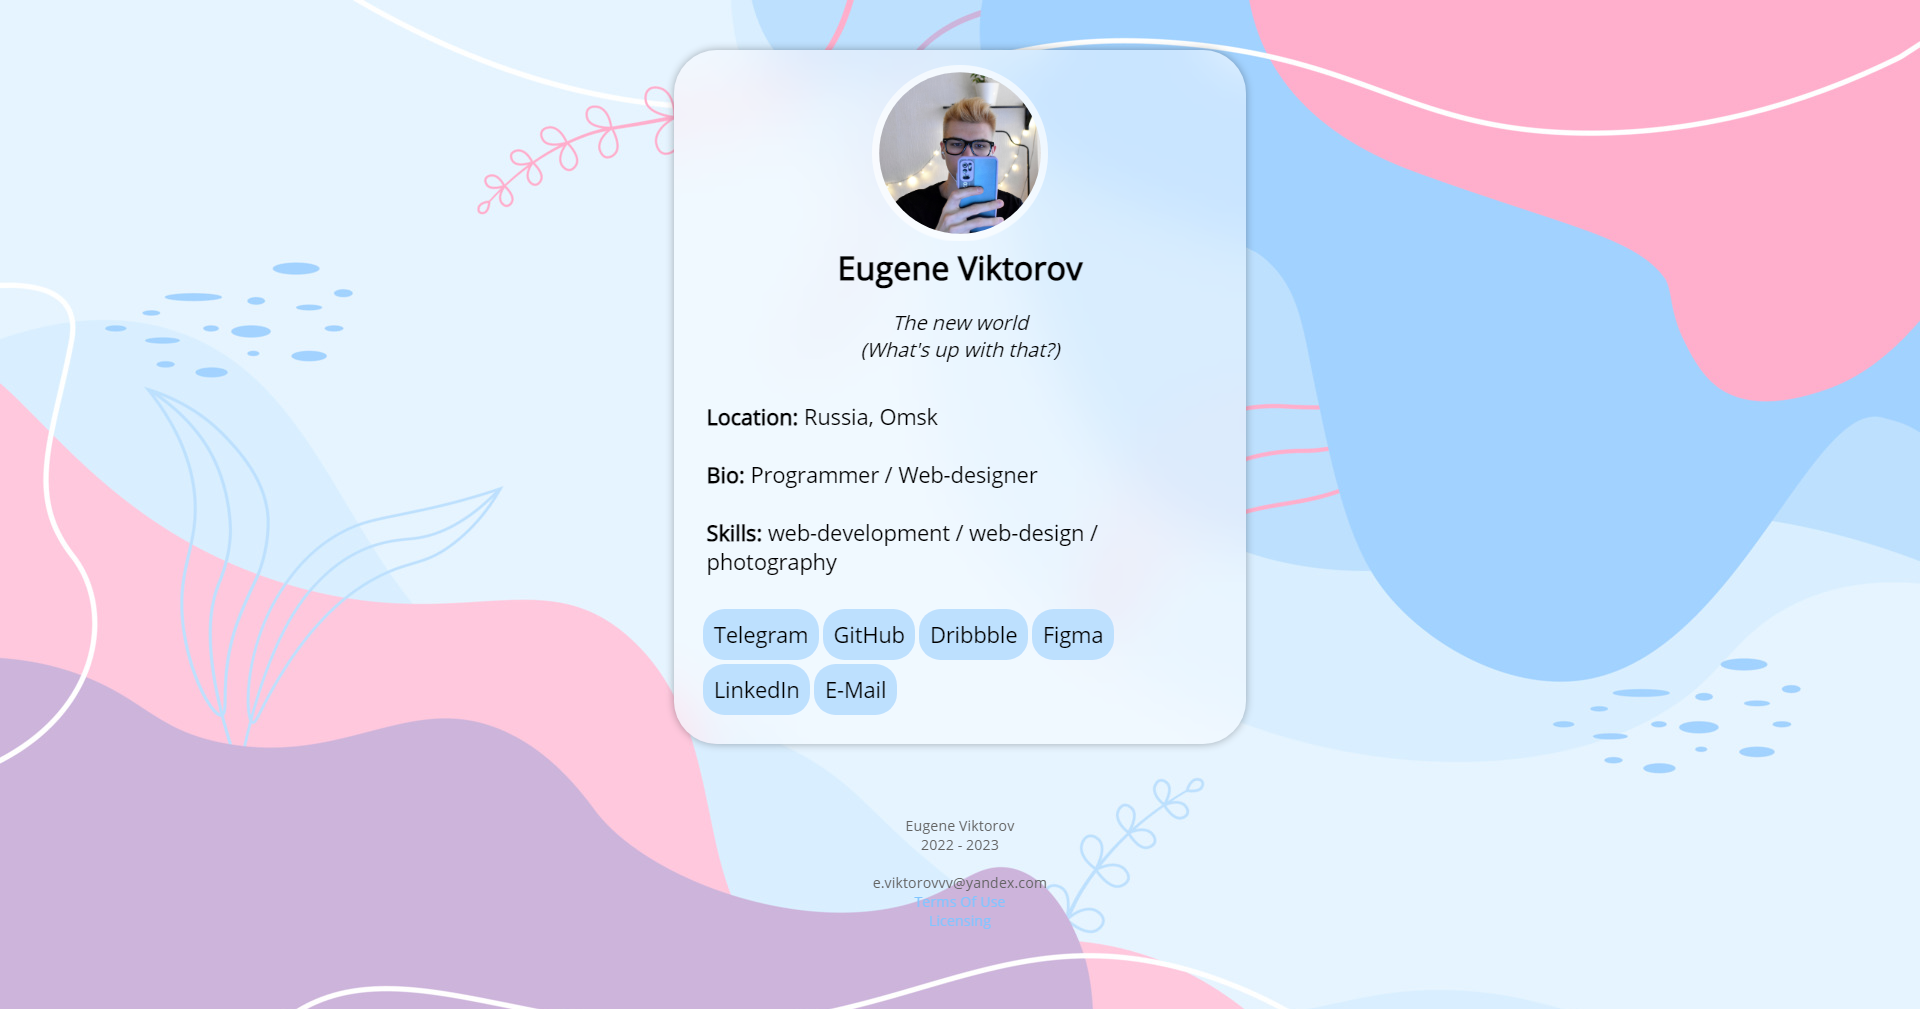 Eugene Viktorov
The new world
(What's up with that?)
Location: Russia, Omsk
Bio: Programmer / Web-designer
Skills: web-development / web-design /
photography
Telegram GitHub Dribbble Figma
LinkedIn E-Mail
Eugene Viktorov
2022 - 2023
e.viktorovvv@yandex.com
Terms Of Use
Licensing